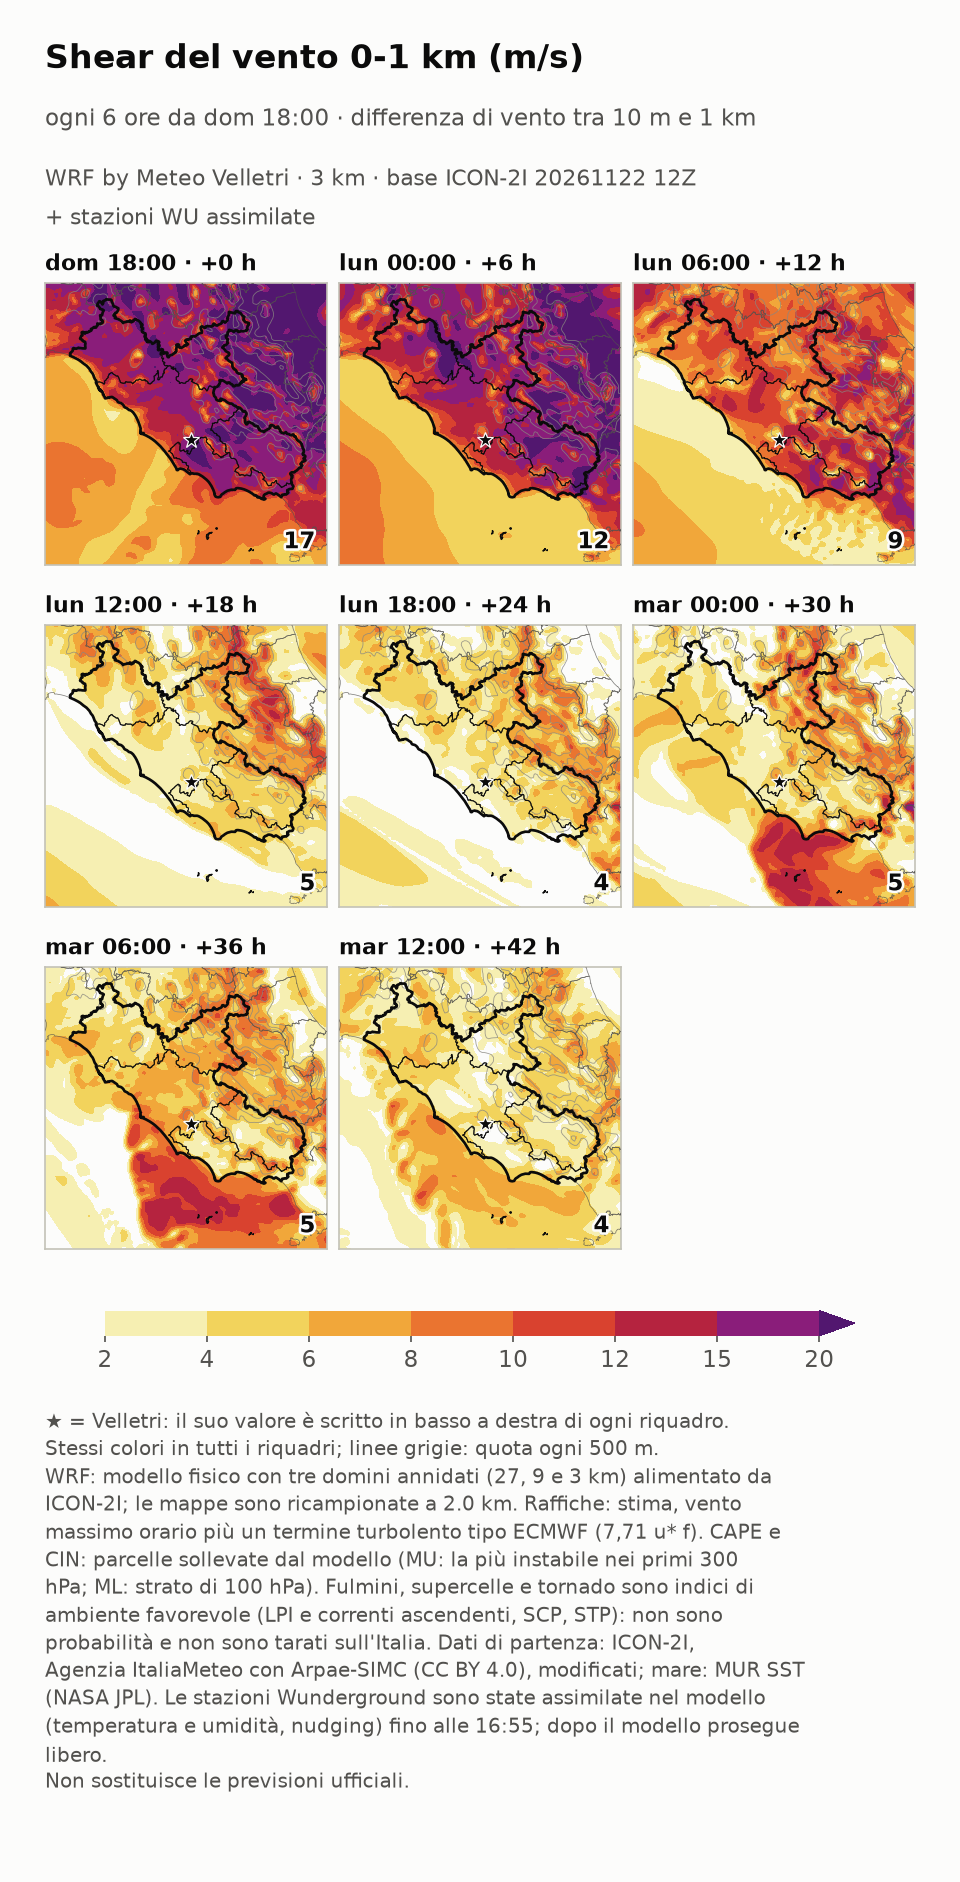 Shear del vento 0-1 km (m/s)
ogni 6 ore da dom 18:00 · differenza di vento tra 10 m e 1 km
WRF by Meteo Velletri · 3 km · base ICON-2I 20261122 12Z
+ stazioni WU assimilate
dom 18:00 · +0 h
lun 00:00 · +6 h
lun 06:00 · +12 h
17
12
9
lun 12:00 · +18 h
lun 18:00 · +24 h
mar 00:00 · +30 h
5
4
5
mar 06:00 · +36 h
mar 12:00 · +42 h
5
4
2 4 6 8 10 12 15 20
★ = Velletri: il suo valore è scritto in basso a destra di ogni riquadro.
Stessi colori in tutti i riquadri; linee grigie: quota ogni 500 m.
WRF: modello fisico con tre domini annidati (27, 9 e 3 km) alimentato da
ICON-2I; le mappe sono ricampionate a 2.0 km. Raffiche: stima, vento
massimo orario più un termine turbolento tipo ECMWF (7,71 u* f). CAPE e
CIN: parcelle sollevate dal modello (MU: la più instabile nei primi 300
hPa; ML: strato di 100 hPa). Fulmini, supercelle e tornado sono indici di
ambiente favorevole (LPI e correnti ascendenti, SCP, STP): non sono
probabilità e non sono tarati sull'Italia. Dati di partenza: ICON-2I,
Agenzia ItaliaMeteo con Arpae-SIMC (CC BY 4.0), modificati; mare: MUR SST
(NASA JPL). Le stazioni Wunderground sono state assimilate nel modello
(temperatura e umidità, nudging) fino alle 16:55; dopo il modello prosegue
libero.
Non sostituisce le previsioni ufficiali.